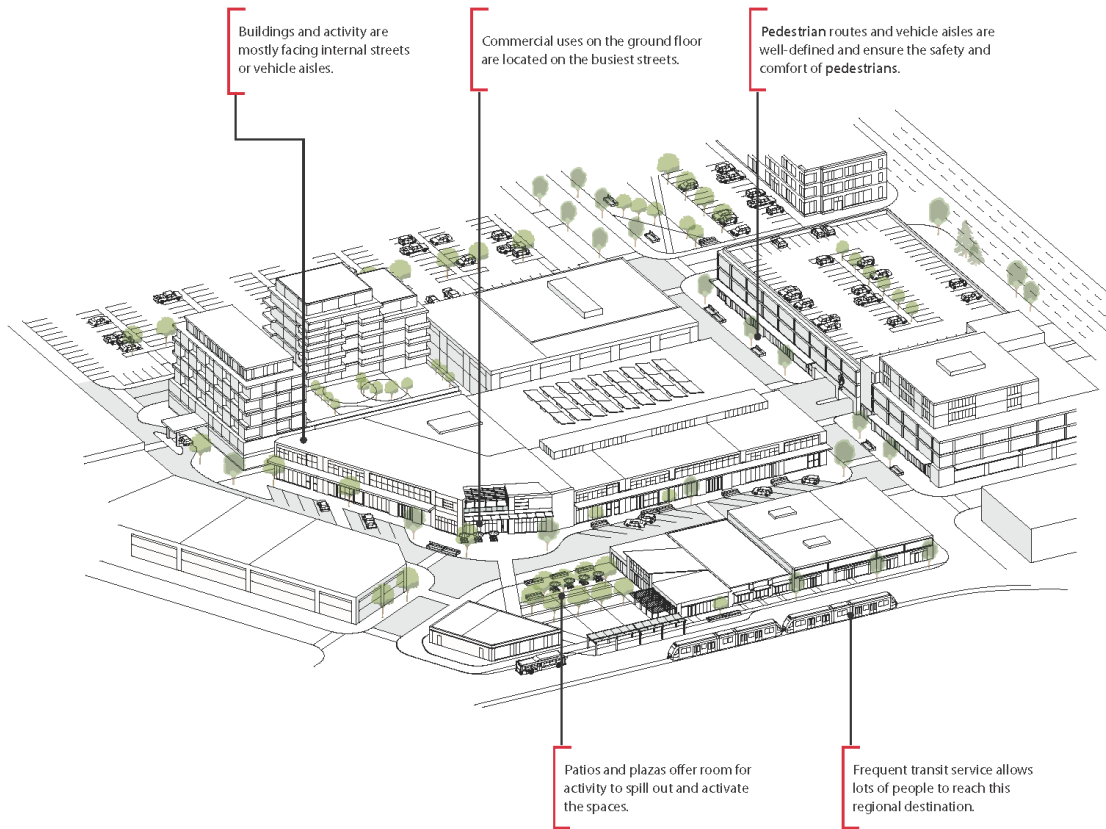 Buildings and activity are
mostly facing internal streets
or vehicle aisles.
Commercial uses on the ground floor
are located on the busiest streets.
Pedestrian routes and vehicle aisles are
well-defined and ensure the safety and
comfort of pedestrians.
Patios and plazas offer room for
activity to spill out and activate
the spaces.
Frequent transit service allows
lots of people to reach this
regional destination.